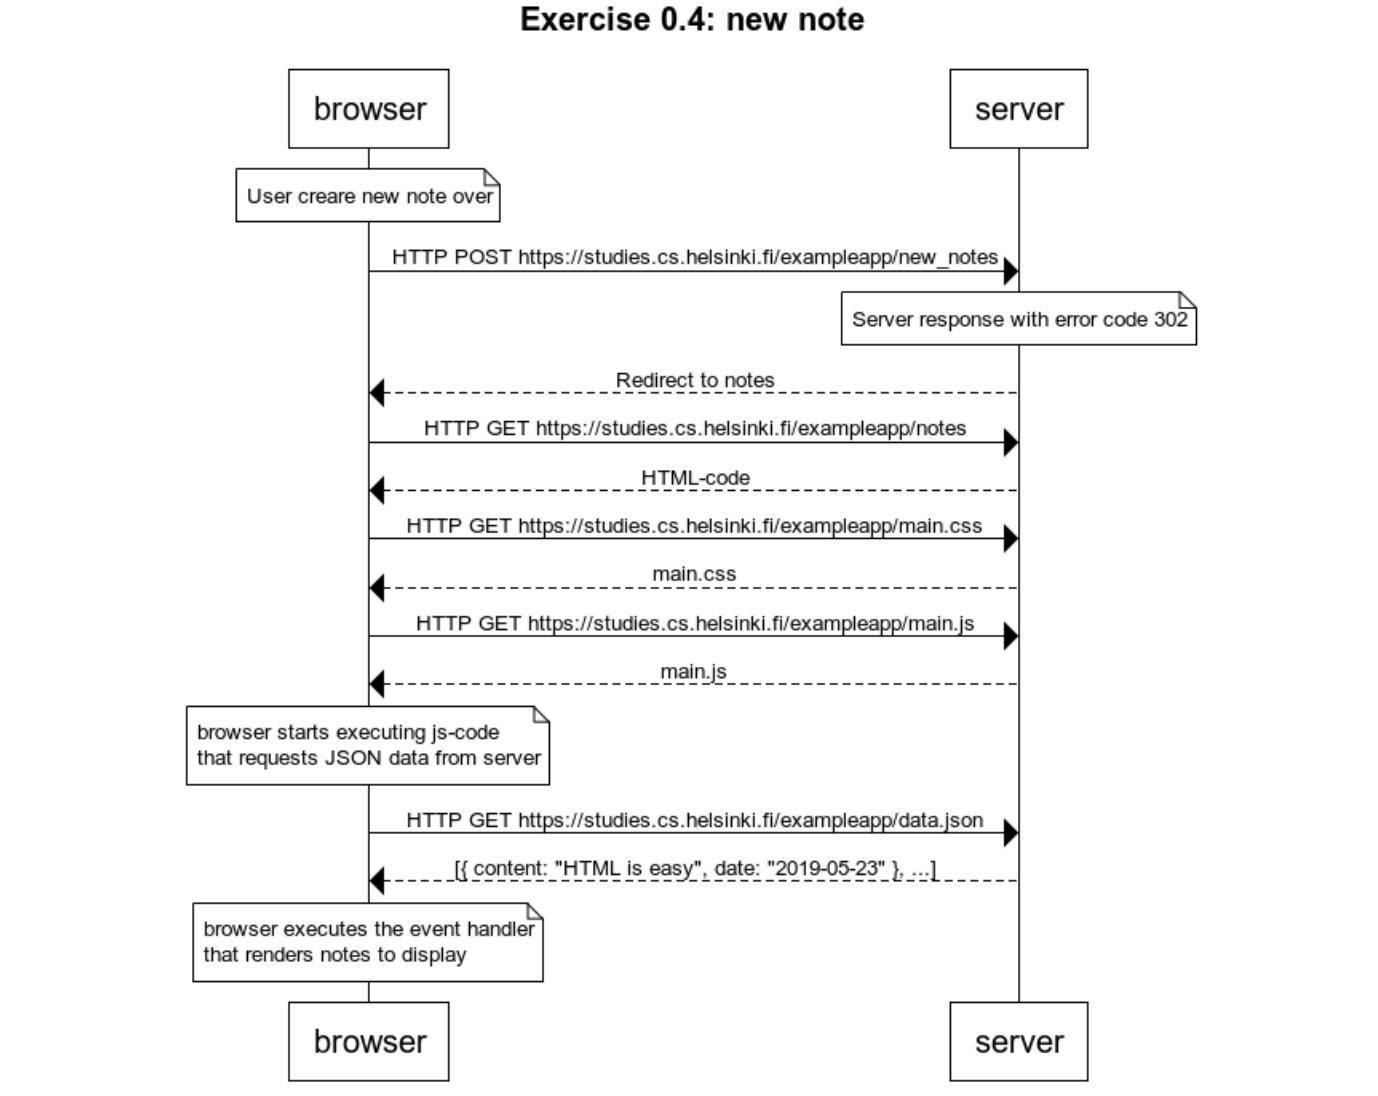 Exercise 0.4: new note
browser
server
User creare new note over
HTTP POST https://studies.cs.helsinki.fi/exampleapp/new_notes
Server response with error code 302
Redirect to notes
HTTP GET https://studies.cs.helsinki.fi/exampleapp/notes
HTML-code
HTTP GET https://studies.cs.helsinki.fi/exampleapp/main.css
main.css
HTTP GET https://studies.cs.helsinki.fi/exampleapp/main.js
main.js
browser starts executing js-code
that requests JSON data from server
HTTP GET https://studies.cs.helsinki.fi/exampleapp/data.json
[{ content: "HTML is easy", date: "2019-05-23" }, ...]
browser executes the event handler
that renders notes to display
browser
server